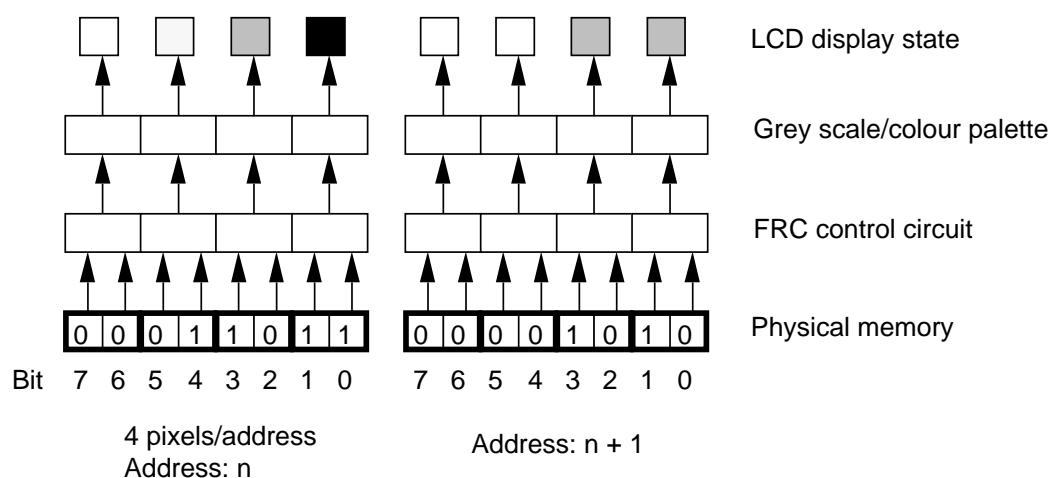 LCD display state
Grey scale/colour palette
FRC control circuit
0 0 0 1 1 0 1 1 0 0 0 0 1 0 1 0 Physical memory
Bit 7 6 5 4 3 2 1 0 7 6 5 4 3 2 1 0
4 pixels/address
Address: n
Address: n + 1